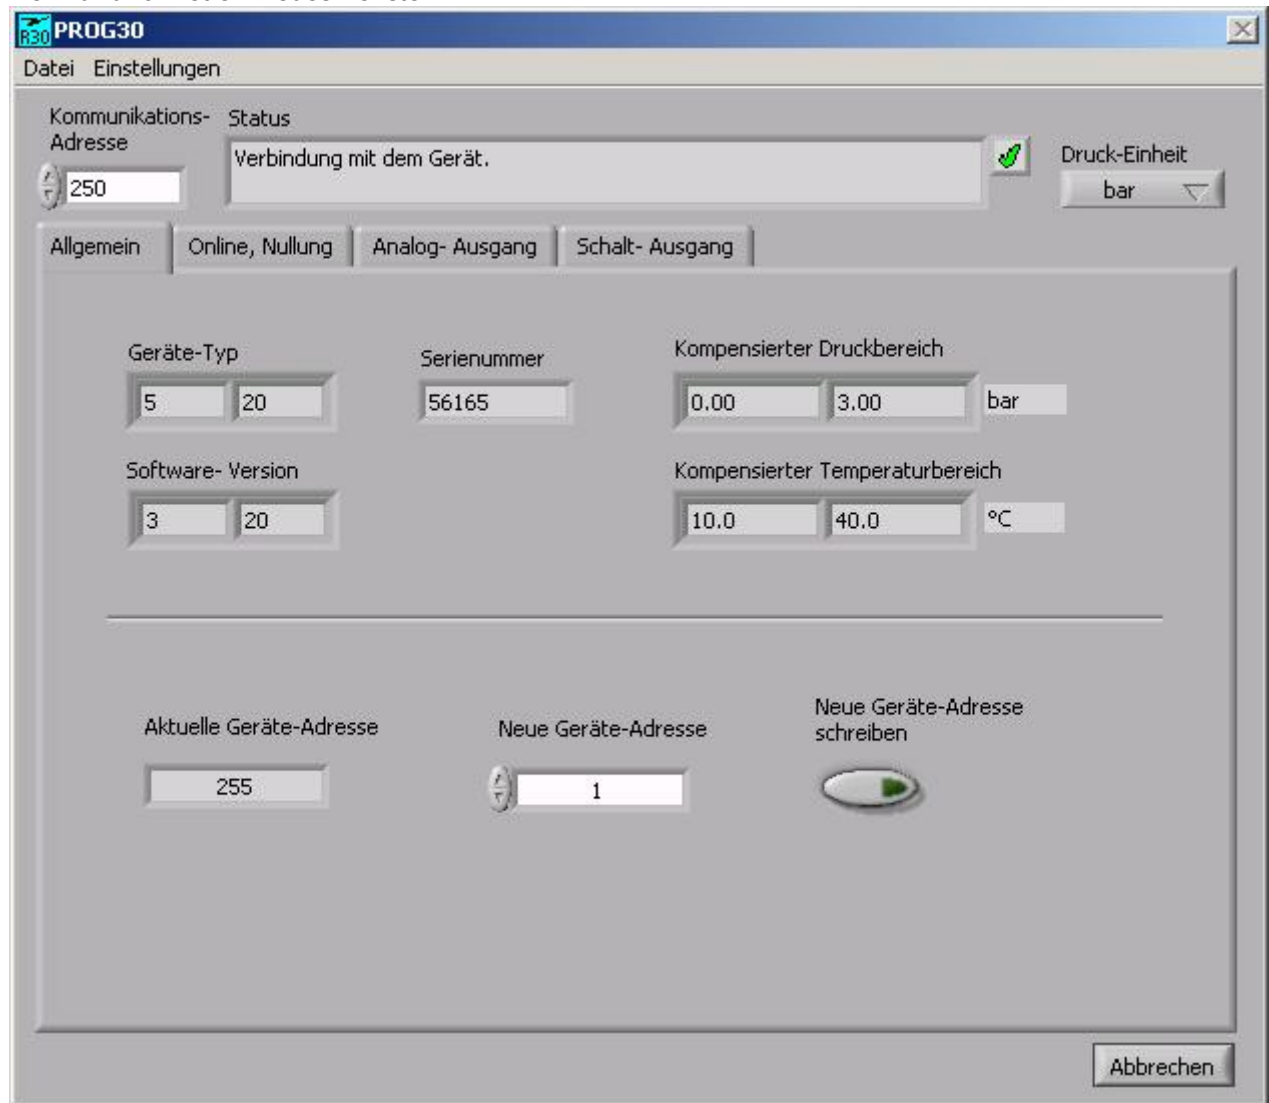 R30 PROG30
Datei Einstellungen
Kommunikations-
Adresse
250
Status
Verbindung mit dem Gerät.
Druck-Einheit
bar
Allgemein
Online, Nullung
Analog- Ausgang
Schalt- Ausgang
Geräte-Typ
5 20
Serienummer
56165
Kompensierter Druckbereich
0.00 3.00 bar
Software- Version
3 20
Kompensierter Temperaturbereich
10.0 40.0 °C
Aktuelle Geräte-Adresse
255
Neue Geräte-Adresse
1
Neue Geräte-Adresse
schreiben
Abbrechen